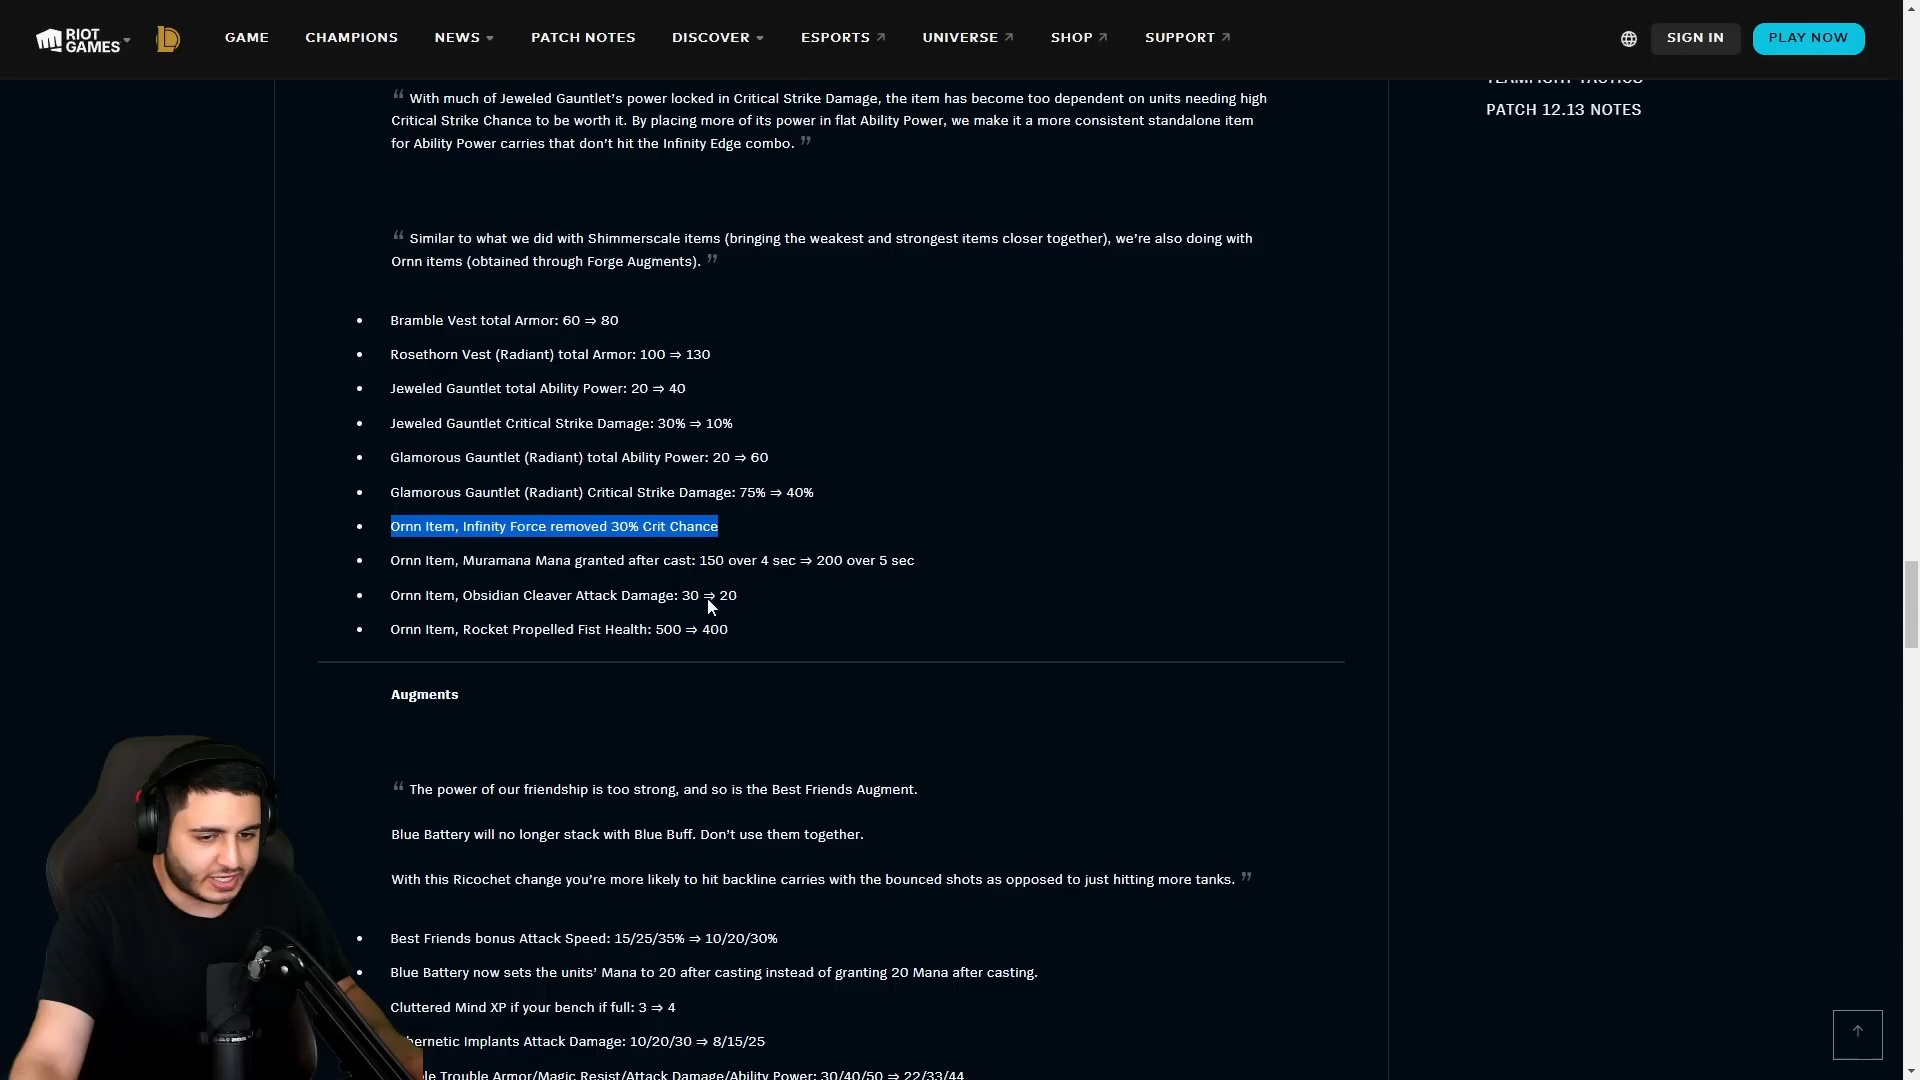 RIOT GAMES
GAME CHAMPIONS NEWS PATCH NOTES DISCOVER ESPORTS UNIVERSE SHOP SUPPORT SIGN IN PLAY NOW
TEAMFIGHT TACTICS
PATCH 12.13 NOTES
“ With much of Jeweled Gauntlet’s power locked in Critical Strike Damage, the item has become too dependent on units needing high
Critical Strike Chance to be worth it. By placing more of its power in flat Ability Power, we make it a more consistent standalone item
for Ability Power carries that don’t hit the Infinity Edge combo. ”
“ Similar to what we did with Shimmerscale items (bringing the weakest and strongest items closer together), we’re also doing with
Ornn items (obtained through Forge Augments). ”
• Bramble Vest total Armor: 60 ⇒ 80
• Rosethorn Vest (Radiant) total Armor: 100 ⇒ 130
• Jeweled Gauntlet total Ability Power: 20 ⇒ 40
• Jeweled Gauntlet Critical Strike Damage: 30% ⇒ 10%
• Glamorous Gauntlet (Radiant) total Ability Power: 20 ⇒ 60
• Glamorous Gauntlet (Radiant) Critical Strike Damage: 75% ⇒ 40%
• Ornn Item, Infinity Force removed 30% Crit Chance
• Ornn Item, Muramana Mana granted after cast: 150 over 4 sec ⇒ 200 over 5 sec
• Ornn Item, Obsidian Cleaver Attack Damage: 30 ⇒ 20
• Ornn Item, Rocket Propelled Fist Health: 500 ⇒ 400
Augments
“ The power of our friendship is too strong, and so is the Best Friends Augment.
Blue Battery will no longer stack with Blue Buff. Don’t use them together.
With this Ricochet change you’re more likely to hit backline carries with the bounced shots as opposed to just hitting more tanks. ”
• Best Friends bonus Attack Speed: 15/25/35% ⇒ 10/20/30%
• Blue Battery now sets the units’ Mana to 20 after casting instead of granting 20 Mana after casting.
Cluttered Mind XP if your bench if full: 3 ⇒ 4
Implants Attack Damage: 10/20/30 ⇒ 8/15/25
Trouble Armor/Magic Resist/Attack Damage/Ability Power: 30/40/50 ⇒ 22/33/44